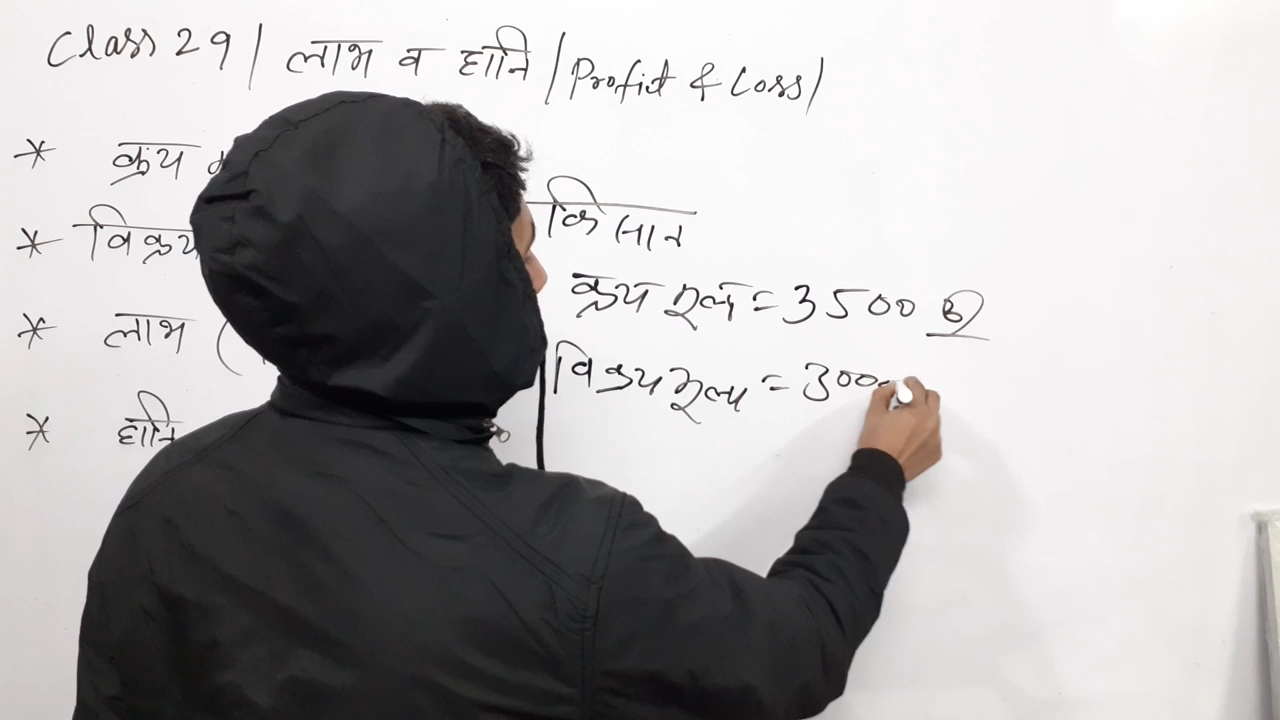 Class 29 | लाभ व हानि | Profit & Loss |
* क्रय
* विक्रय
* लाभ (
* हानि
किसान
क्रय मूल्य = 3500 रु
विक्रय मूल्य = 300